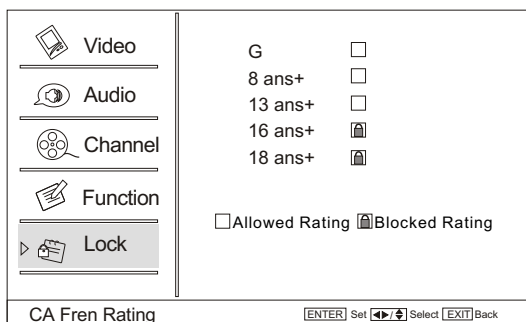 Video
Audio
Channel
Function
Lock
G
8 ans+
13 ans+
16 ans+
18 ans+
Allowed Rating Blocked Rating
CA Fren Rating
ENTER Set / Select EXIT Back